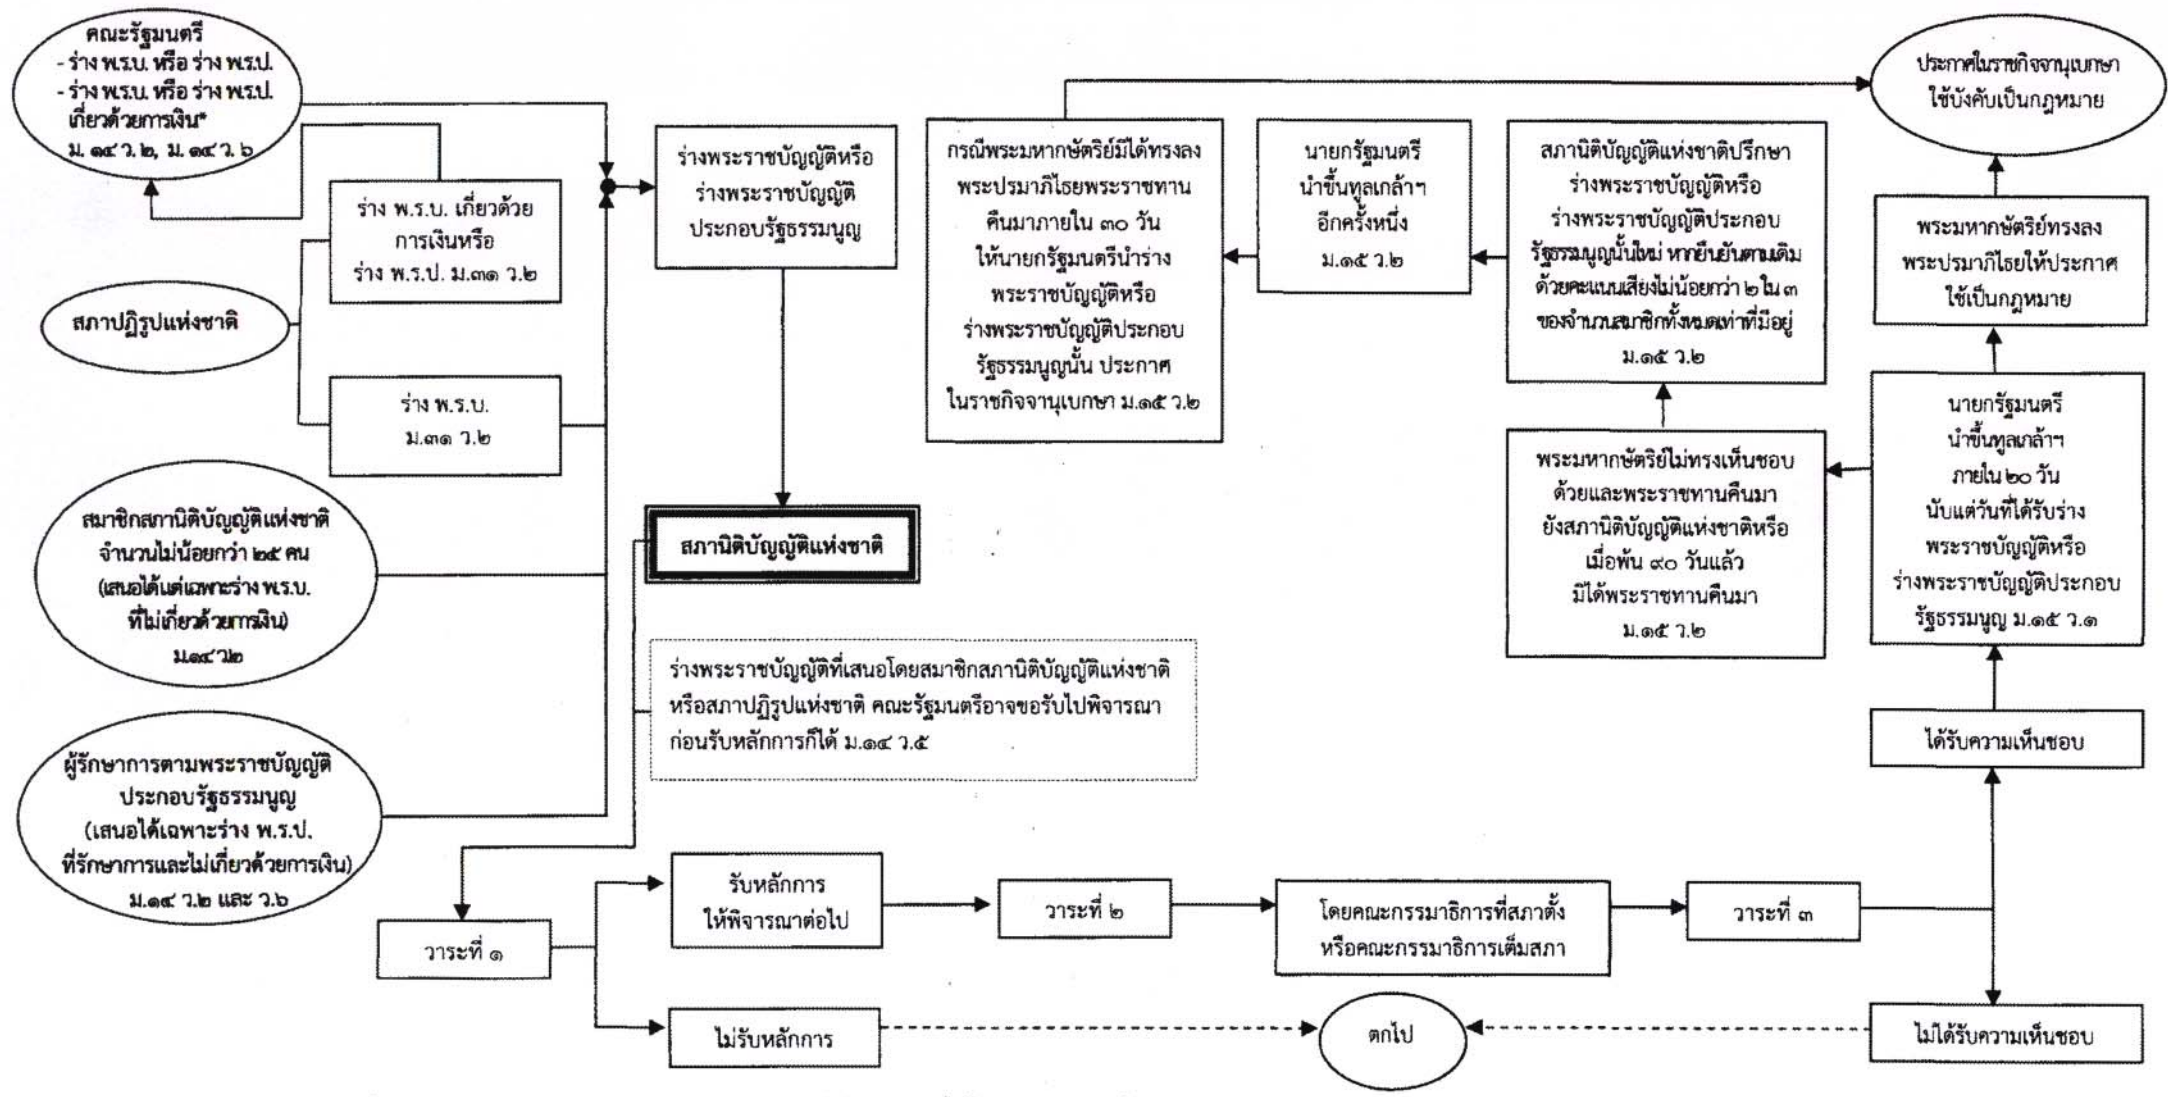 คณะรัฐมนตรี
- ร่าง พ.ร.บ. หรือ ร่าง พ.ร.ป.
- ร่าง พ.ร.บ. หรือ ร่าง พ.ร.ป.
เกี่ยวด้วยการเงิน*
ม. ๑๔ ว. ๒, ม. ๑๔ ว. ๖
ร่าง พ.ร.บ. เกี่ยวด้วย
การเงินหรือ
ร่าง พ.ร.ป. ม.๓๑ ว.๒
สภาปฏิรูปแห่งชาติ
ร่าง พ.ร.บ.
ม.๓๑ ว.๒
สมาชิกสภานิติบัญญัติแห่งชาติ
จำนวนไม่น้อยกว่า ๒๕ คน
(เสนอได้แต่เฉพาะร่าง พ.ร.บ.
ที่ไม่เกี่ยวด้วยการเงิน)
ม.๑๔ ว.๒
ผู้รักษาการตามพระราชบัญญัติ
ประกอบรัฐธรรมนูญ
(เสนอได้เฉพาะร่าง พ.ร.ป.
ที่รักษาการและไม่เกี่ยวด้วยการเงิน)
ม.๑๔ ว.๒ และ ว.๖
ร่างพระราชบัญญัติหรือ
ร่างพระราชบัญญัติ
ประกอบรัฐธรรมนูญ
สภานิติบัญญัติแห่งชาติ
ร่างพระราชบัญญัติที่เสนอโดยสมาชิกสภานิติบัญญัติแห่งชาติ
หรือสภาปฏิรูปแห่งชาติ คณะรัฐมนตรีอาจขอรับไปพิจารณา
ก่อนรับหลักการก็ได้ ม.๑๔ ว.๕
วาระที่ ๑
รับหลักการ
ให้พิจารณาต่อไป
ไม่รับหลักการ
วาระที่ ๒
โดยคณะกรรมาธิการที่สภาตั้ง
หรือคณะกรรมาธิการเต็มสภา
วาระที่ ๓
ตกไป
ไม่ได้รับความเห็นชอบ
ได้รับความเห็นชอบ
นายกรัฐมนตรี
นำขึ้นทูลเกล้าฯ
ภายใน ๒๐ วัน
นับแต่วันที่ได้รับร่าง
พระราชบัญญัติหรือ
ร่างพระราชบัญญัติประกอบ
รัฐธรรมนูญ ม.๑๕ ว.๑
พระมหากษัตริย์ทรงลง
พระปรมาภิไธยให้ประกาศ
ใช้เป็นกฎหมาย
ประกาศในราชกิจจานุเบกษา
ใช้บังคับเป็นกฎหมาย
พระมหากษัตริย์ไม่ทรงเห็นชอบ
ด้วยและพระราชทานคืนมา
ยังสภานิติบัญญัติแห่งชาติหรือ
เมื่อพ้น ๙๐ วันแล้ว
มิได้พระราชทานคืนมา
ม.๑๕ ว.๒
สภานิติบัญญัติแห่งชาติปรึกษา
ร่างพระราชบัญญัติหรือ
ร่างพระราชบัญญัติประกอบ
รัฐธรรมนูญนั้นใหม่ หากยืนยันตามเดิม
ด้วยคะแนนเสียงไม่น้อยกว่า ๒ ใน ๓
ของจำนวนสมาชิกทั้งหมดเท่าที่มีอยู่
ม.๑๕ ว.๒
นายกรัฐมนตรี
นำขึ้นทูลเกล้าฯ
อีกครั้งหนึ่ง
ม.๑๕ ว.๒
กรณีพระมหากษัตริย์มิได้ทรงลง
พระปรมาภิไธยพระราชทาน
คืนมาภายใน ๓๐ วัน
ให้นายกรัฐมนตรีนำร่าง
พระราชบัญญัติหรือ
ร่างพระราชบัญญัติประกอบ
รัฐธรรมนูญนั้น ประกาศ
ในราชกิจจานุเบกษา ม.๑๕ ว.๒